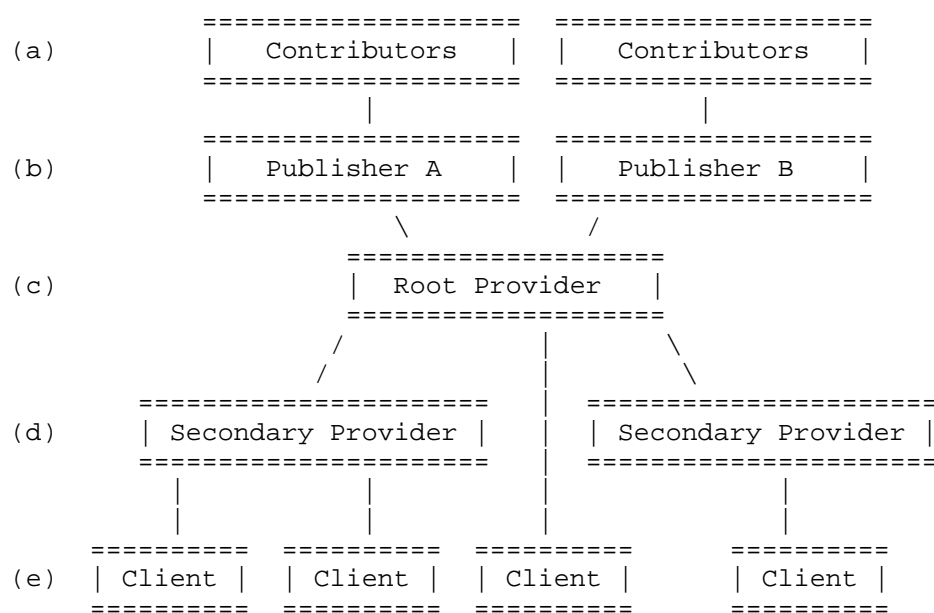 (a) Contributors Contributors
(b) Publisher A Publisher B
(c) Root Provider
(d) Secondary Provider Secondary Provider
(e) Client Client Client Client